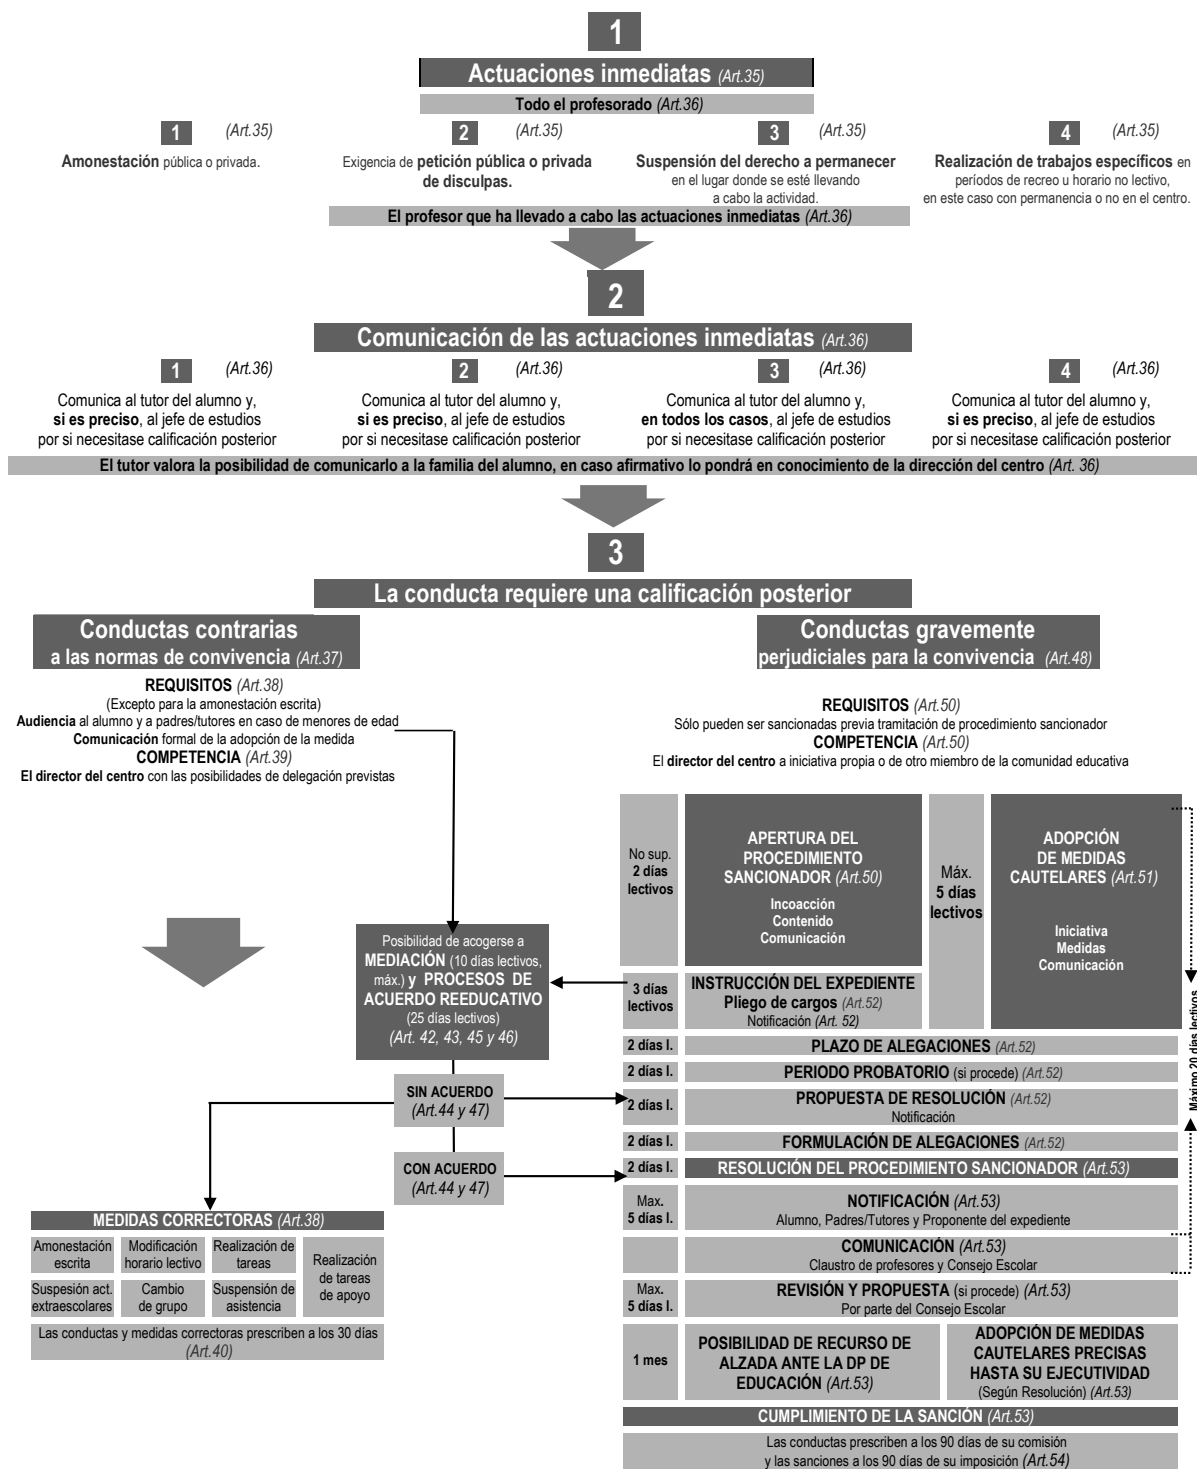 1
Actuaciones inmediatas (Art.35)
Todo el profesorado (Art.36)
1 (Art.35)
Amonestación pública o privada.
2 (Art.35)
Exigencia de petición pública o privada
de disculpas.
3 (Art.35)
Suspensión del derecho a permanecer
en el lugar donde se esté llevando
a cabo la actividad.
4 (Art.35)
Realización de trabajos específicos en
períodos de recreo u horario no lectivo,
en este caso con permanencia o no en el centro.
El profesor que ha llevado a cabo las actuaciones inmediatas (Art.36)
2
Comunicación de las actuaciones inmediatas (Art.36)
1 (Art.36)
Comunica al tutor del alumno y,
si es preciso, al jefe de estudios
por si necesitase calificación posterior
2 (Art.36)
Comunica al tutor del alumno y,
si es preciso, al jefe de estudios
por si necesitase calificación posterior
3 (Art.36)
Comunica al tutor del alumno y,
en todos los casos, al jefe de estudios
por si necesitase calificación posterior
4 (Art.36)
Comunica al tutor del alumno y,
si es preciso, al jefe de estudios
por si necesitase calificación posterior
El tutor valora la posibilidad de comunicarlo a la familia del alumno, en caso afirmativo lo pondrá en conocimiento de la dirección del centro (Art. 36)
3
La conducta requiere una calificación posterior
Conductas contrarias
a las normas de convivencia (Art.37)
REQUISITOS (Art.38)
(Excepto para la amonestación escrita)
Audiencia al alumno y a padres/tutores en caso de menores de edad
Comunicación formal de la adopción de la medida
COMPETENCIA (Art.39)
El director del centro con las posibilidades de delegación previstas
Conductas gravemente
perjudiciales para la convivencia (Art.48)
REQUISITOS (Art.50)
Sólo pueden ser sancionadas previa tramitación de procedimiento sancionador
COMPETENCIA (Art.50)
El director del centro a iniciativa propia o de otro miembro de la comunidad educativa
No sup.
2 días
lectivos
APERTURA DEL
PROCEDIMIENTO
SANCIONADOR (Art.50)
Incoacción
Contenido
Comunicación
Máx.
5 días
lectivos
ADOPCIÓN
DE MEDIDAS
CAUTELARES (Art.51)
Iniciativa
Medidas
Comunicación
Máximo 20 días lectivos
Posibilidad de acogerse a
MEDIACIÓN (10 días lectivos,
máx.) y PROCESOS DE
ACUERDO REEDUCATIVO
(25 días lectivos)
(Art. 42, 43, 45 y 46)
3 días
lectivos
INSTRUCCIÓN DEL EXPEDIENTE
Pliego de cargos (Art.52)
Notificación (Art. 52)
2 días l.
PLAZO DE ALEGACIONES (Art.52)
2 días l.
PERIODO PROBATORIO (si procede) (Art.52)
SIN ACUERDO
(Art.44 y 47)
2 días l.
PROPUESTA DE RESOLUCIÓN (Art.52)
Notificación
2 días l.
FORMULACIÓN DE ALEGACIONES (Art.52)
CON ACUERDO
(Art.44 y 47)
2 días l.
RESOLUCIÓN DEL PROCEDIMIENTO SANCIONADOR (Art.53)
Max.
5 días l.
NOTIFICACIÓN (Art.53)
Alumno, Padres/Tutores y Proponente del expediente
COMUNICACIÓN (Art.53)
Claustro de profesores y Consejo Escolar
Max.
5 días l.
REVISIÓN Y PROPUESTA (si procede) (Art.53)
Por parte del Consejo Escolar
1 mes
POSIBILIDAD DE RECURSO DE
ALZADA ANTE LA DP DE
EDUCACIÓN (Art.53)
ADOPCIÓN DE MEDIDAS
CAUTELARES PRECISAS
HASTA SU EJECUTIVIDAD
(Según Resolución) (Art.53)
CUMPLIMIENTO DE LA SANCIÓN (Art.53)
Las conductas prescriben a los 90 días de su comisión
y las sanciones a los 90 días de su imposición (Art.54)
MEDIDAS CORRECTORAS (Art.38)
Amonestación
escrita
Modificación
horario lectivo
Realización de
tareas
Realización
de tareas
de apoyo
Suspesión act.
extraescolares
Cambio
de grupo
Suspensión de
asistencia
Las conductas y medidas correctoras prescriben a los 30 días
(Art.40)